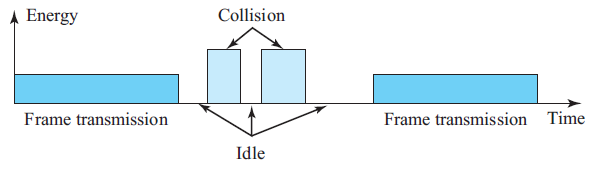 Energy
Collision
Frame transmission
Frame transmission
Time
Idle